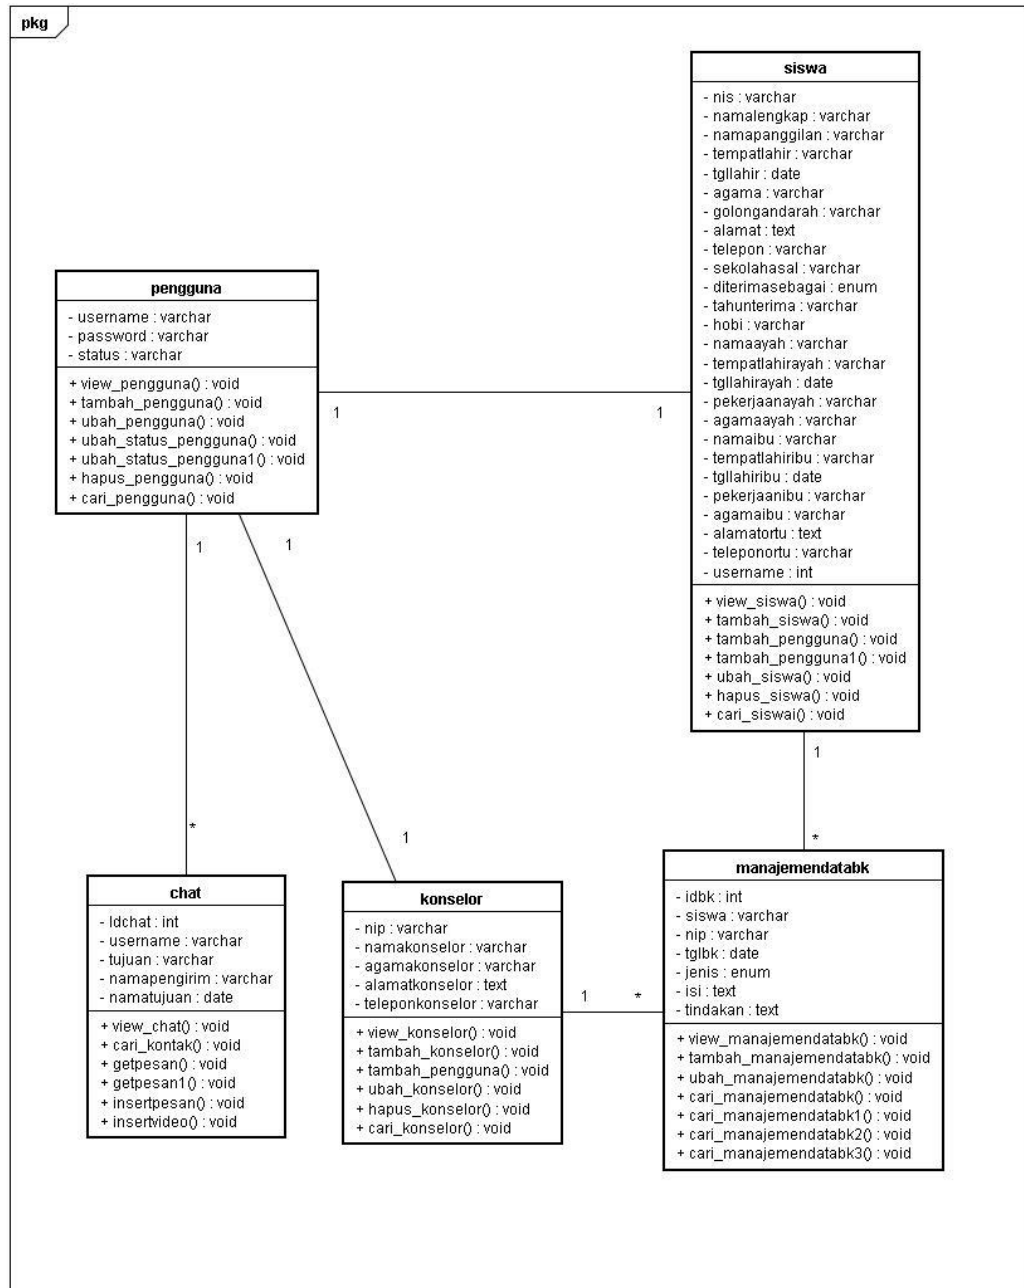 pkg
siswa
- nis : varchar
- namalengkap : varchar
- namapanggilan : varchar
- tempatlahir : varchar
- tgllahir : date
- agama : varchar
- golongandarah : varchar
- alamat : text
- telepon : varchar
- sekolahasal : varchar
- diterimasebagai : enum
- tahunterima : varchar
- hobi : varchar
- namaayah : varchar
- tempatlahirayah : varchar
- tgllahirayah : date
- pekerjaanayah : varchar
- agamaayah : varchar
- namaibu : varchar
- tempatlahiribu : varchar
- tgllahiribu : date
- pekerjaanibu : varchar
- agamaibu : varchar
- alamatortu : text
- teleponortu : varchar
- username : int
+ view_siswa() : void
+ tambah_siswa() : void
+ tambah_pengguna() : void
+ tambah_pengguna1() : void
+ ubah_siswa() : void
+ hapus_siswa() : void
+ cari_siswai() : void
pengguna
- username : varchar
- password : varchar
- status : varchar
+ view_pengguna() : void
+ tambah_pengguna() : void
+ ubah_pengguna() : void
+ ubah_status_pengguna() : void
+ ubah_status_pengguna1() : void
+ hapus_pengguna() : void
+ cari_pengguna() : void
1 1
1 1
1
*
1
*
1
1 *
chat
- Idchat : int
- username : varchar
- tujuan : varchar
- namapengirim : varchar
- namatujuan : date
+ view_chat() : void
+ cari_kontak() : void
+ getpesan() : void
+ getpesan1() : void
+ insertpesan() : void
+ insertvideo() : void
konselor
- nip : varchar
- namakonselor : varchar
- agamakonselor : varchar
- alamatkonselor : text
- teleponkonselor : varchar
+ view_konselor() : void
+ tambah_konselor() : void
+ tambah_pengguna() : void
+ ubah_konselor() : void
+ hapus_konselor() : void
+ cari_konselor() : void
manajemendatabk
- idbk : int
- siswa : varchar
- nip : varchar
- tglbk : date
- jenis : enum
- isi : text
- tindakan : text
+ view_manajemendatabk() : void
+ tambah_manajemendatabk() : void
+ ubah_manajemendatabk() : void
+ cari_manajemendatabk() : void
+ cari_manajemendatabk1() : void
+ cari_manajemendatabk2() : void
+ cari_manajemendatabk3() : void